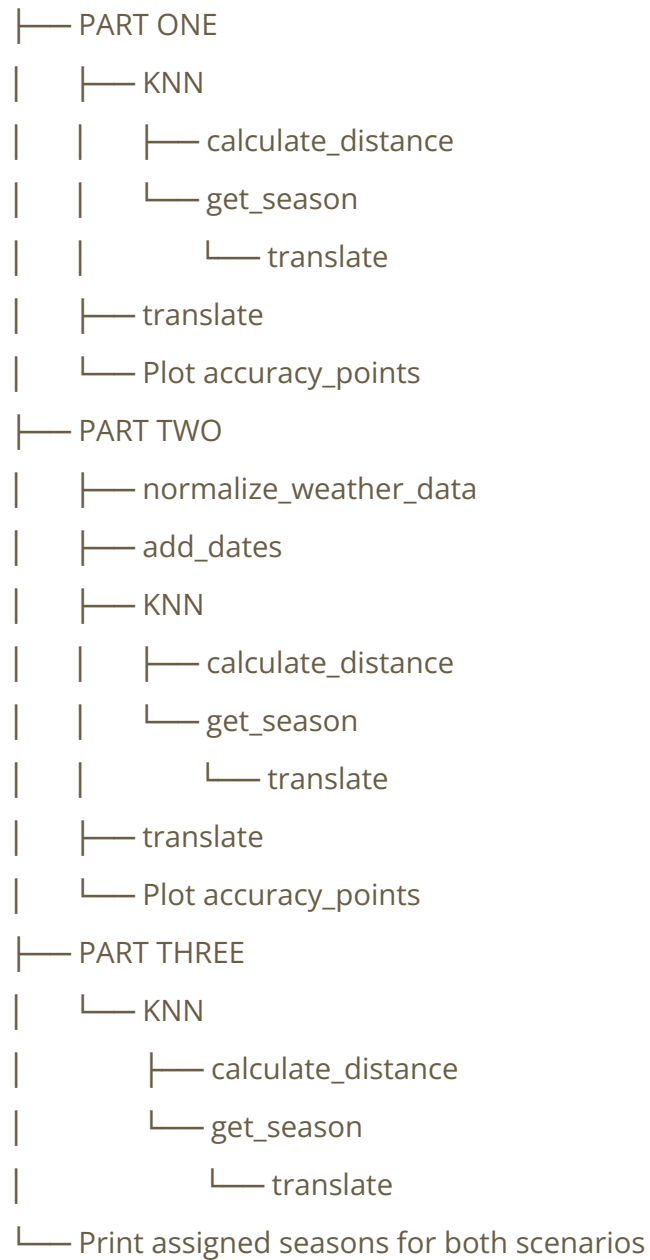 ├── PART ONE
│   ├── KNN
│   │   ├── calculate_distance
│   │   └── get_season
│   │       └── translate
│   ├── translate
│   └── Plot accuracy_points
├── PART TWO
│   ├── normalize_weather_data
│   ├── add_dates
│   ├── KNN
│   │   ├── calculate_distance
│   │   └── get_season
│   │       └── translate
│   ├── translate
│   └── Plot accuracy_points
├── PART THREE
│   └── KNN
│       ├── calculate_distance
│       └── get_season
│           └── translate
└── Print assigned seasons for both scenarios